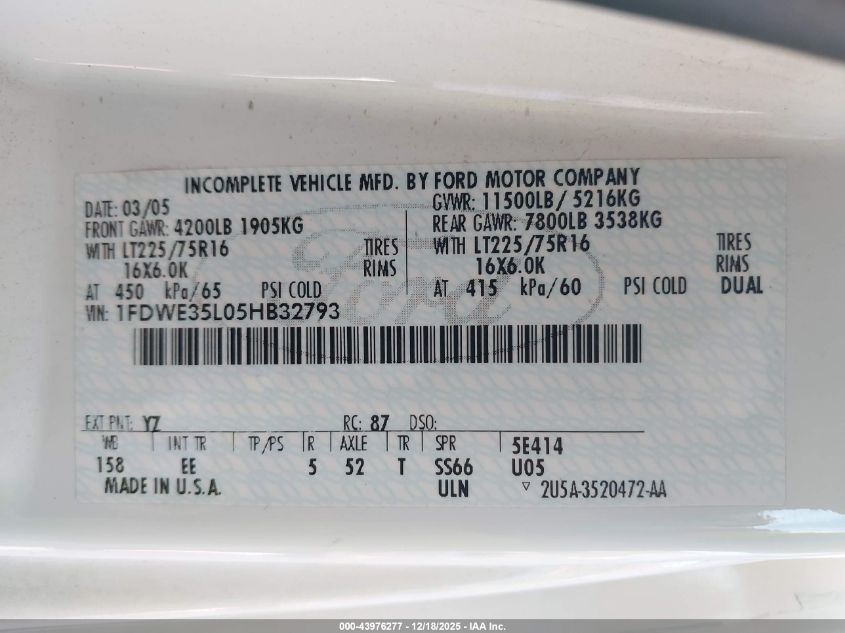 INCOMPLETE VEHICLE MFD. BY FORD MOTOR COMPANY
DATE: 03/05 GVWR: 11500LB/ 5216KG
FRONT GAWR: 4200LB 1905KG REAR GAWR: 7800LB 3538KG
WITH LT225/75R16 TIRES WITH LT225/75R16 TIRES
16X6.0K RIMS 16X6.0K RIMS
AT 450 kPa/65 PSI COLD AT 415 kPa/60 PSI COLD DUAL
VIN: 1FDWE35L05HB32793
Ford
EXT PNT: YZ RC: 87 DSO:
WB INT TR TP/PS R AXLE TR SPR 5E414
158 EE 5 52 T SS66 U05
MADE IN U.S.A. ULN 2U5A-3520472-AA
000-43976277 - 12/18/2025 - IAA Inc.